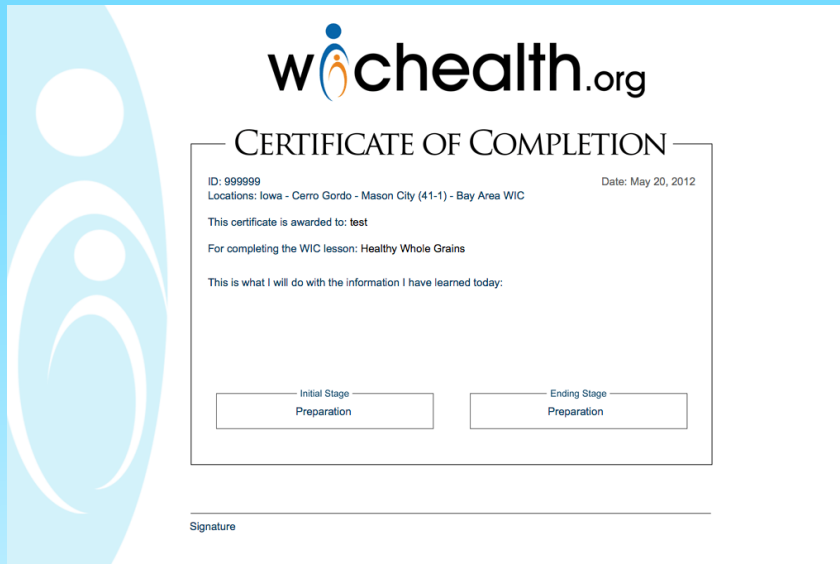 wichealth.org
CERTIFICATE OF COMPLETION
ID: 999999 Date: May 20, 2012
Locations: Iowa - Cerro Gordo - Mason City (41-1) - Bay Area WIC
This certificate is awarded to: test
For completing the WIC lesson: Healthy Whole Grains
This is what I will do with the information I have learned today:
Initial Stage
Preparation
Ending Stage
Preparation
Signature